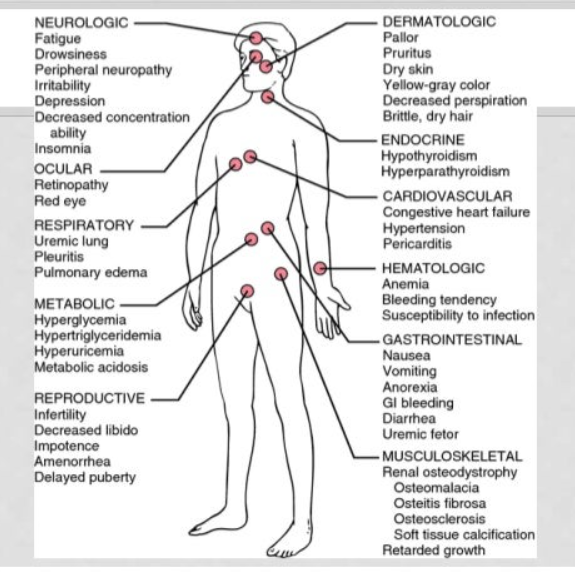 NEUROLOGIC
Fatigue
Drowsiness
Peripheral neuropathy
Irritability
Depression
Decreased concentration
ability
Insomnia
OCULAR
Retinopathy
Red eye
RESPIRATORY
Uremic lung
Pleuritis
Pulmonary edema
METABOLIC
Hyperglycemia
Hypertriglyceridemia
Hyperuricemia
Metabolic acidosis
REPRODUCTIVE
Infertility
Decreased libido
Impotence
Amenorrhea
Delayed puberty
DERMATOLOGIC
Pallor
Pruritus
Dry skin
Yellow-gray color
Decreased perspiration
Brittle, dry hair
ENDOCRINE
Hypothyroidism
Hyperparathyroidism
CARDIOVASCULAR
Congestive heart failure
Hypertension
Pericarditis
HEMATOLOGIC
Anemia
Bleeding tendency
Susceptibility to infection
GASTROINTESTINAL
Nausea
Vomiting
Anorexia
GI bleeding
Diarrhea
Uremic fetor
MUSCULOSKELETAL
Renal osteodystrophy
Osteomalacia
Osteitis fibrosa
Osteosclerosis
Soft tissue calcification
Retarded growth